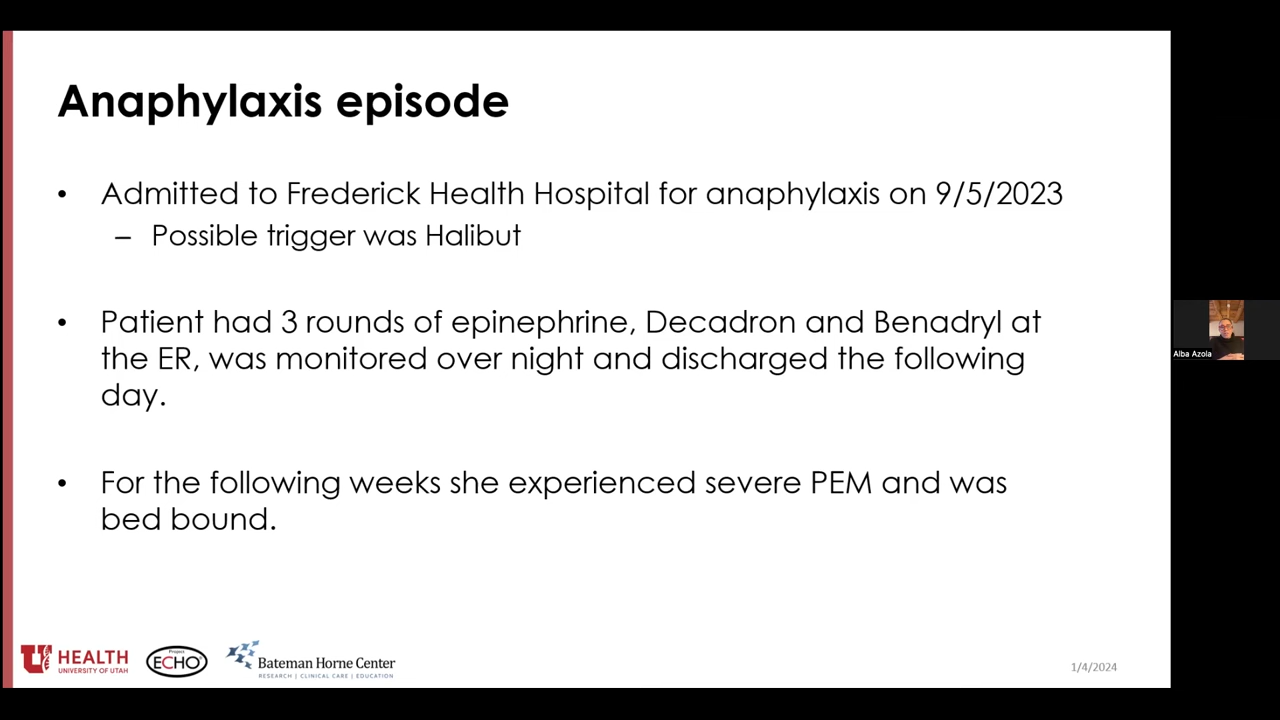 Anaphylaxis episode
• Admitted to Frederick Health Hospital for anaphylaxis on 9/5/2023
– Possible trigger was Halibut
• Patient had 3 rounds of epinephrine, Decadron and Benadryl at
the ER, was monitored over night and discharged the following
day.
• For the following weeks she experienced severe PEM and was
bed bound.
Alba Azola
U HEALTH
UNIVERSITY OF UTAH
Project
ECHO
Bateman Horne Center
RESEARCH | CLINICAL CARE | EDUCATION
1/4/2024